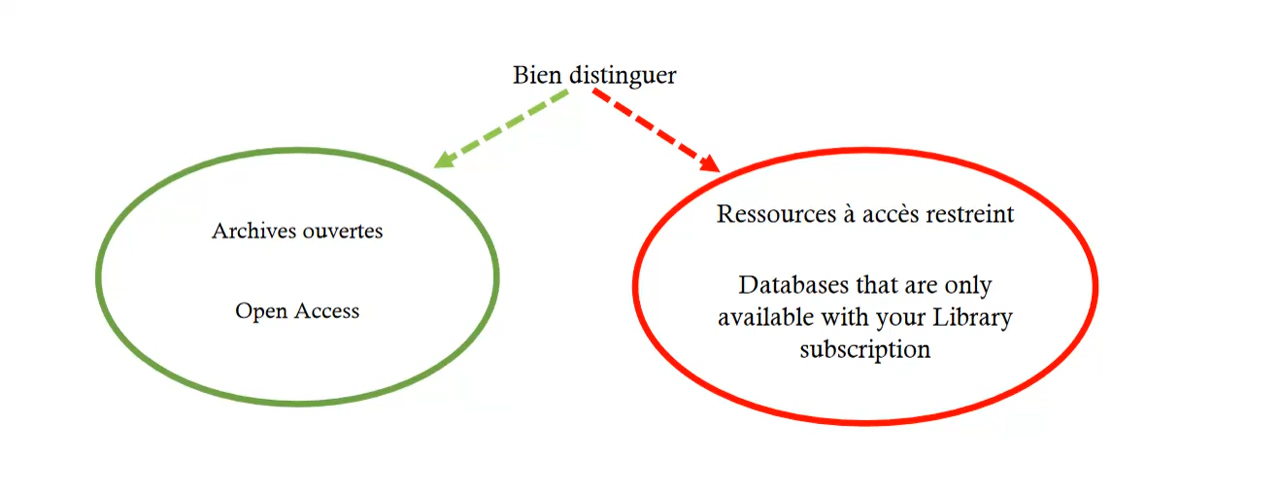 Bien distinguer
Archives ouvertes
Open Access
Ressources à accès restreint
Databases that are only
available with your Library
subscription